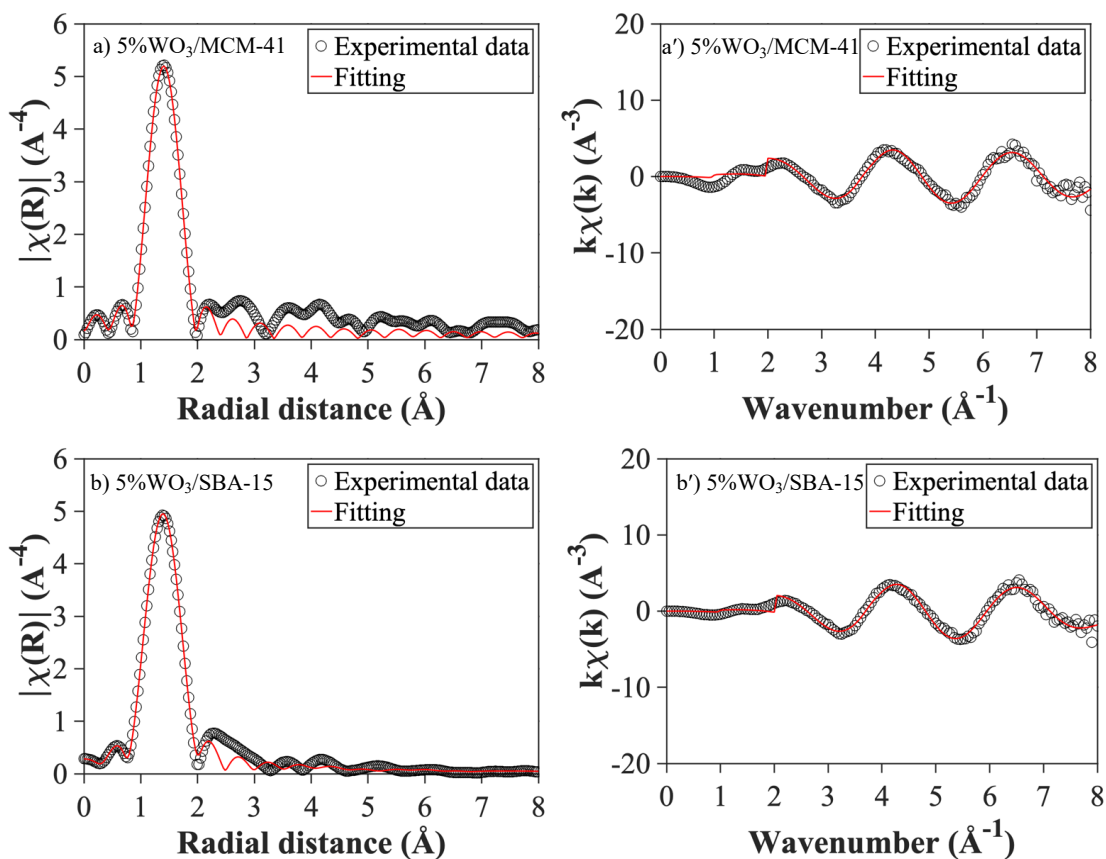 a) 5%WO₃/MCM-41
Experimental data
Fitting
6
5
4
3
2
1
0
|χ(R)| (A⁻⁴)
0 1 2 3 4 5 6 7 8
Radial distance (Å)
a′) 5%WO₃/MCM-41
Experimental data
Fitting
20
10
0
-10
-20
kχ(k) (A⁻³)
0 1 2 3 4 5 6 7 8
Wavenumber (Å⁻¹)
b) 5%WO₃/SBA-15
Experimental data
Fitting
6
5
4
3
2
1
0
|χ(R)| (A⁻⁴)
0 1 2 3 4 5 6 7 8
Radial distance (Å)
b′) 5%WO₃/SBA-15
Experimental data
Fitting
20
10
0
-10
-20
kχ(k) (A⁻³)
0 1 2 3 4 5 6 7 8
Wavenumber (Å⁻¹)